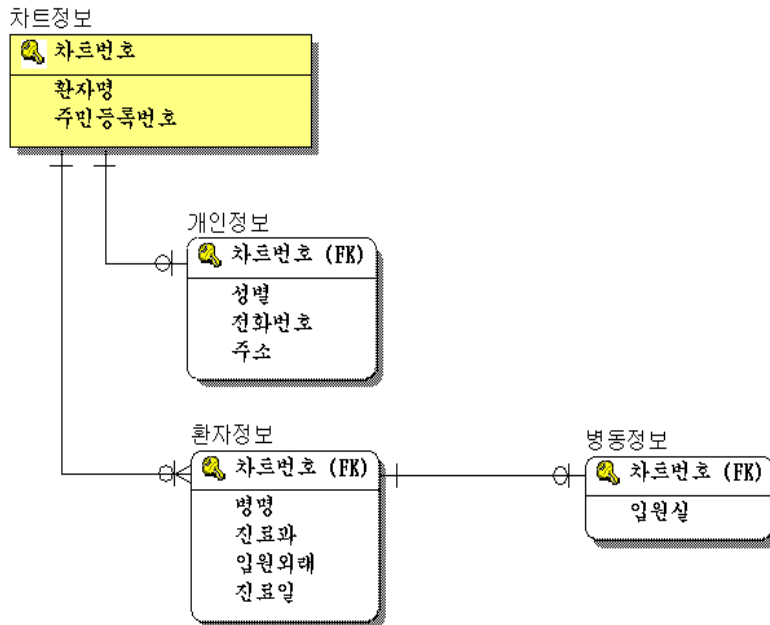 차트정보
차트번호
환자명
주민등록번호
개인정보
차트번호 (FK)
성별
전화번호
주소
환자정보
차트번호 (FK)
병명
진료과
입원외래
진료일
병동정보
차트번호 (FK)
입원실